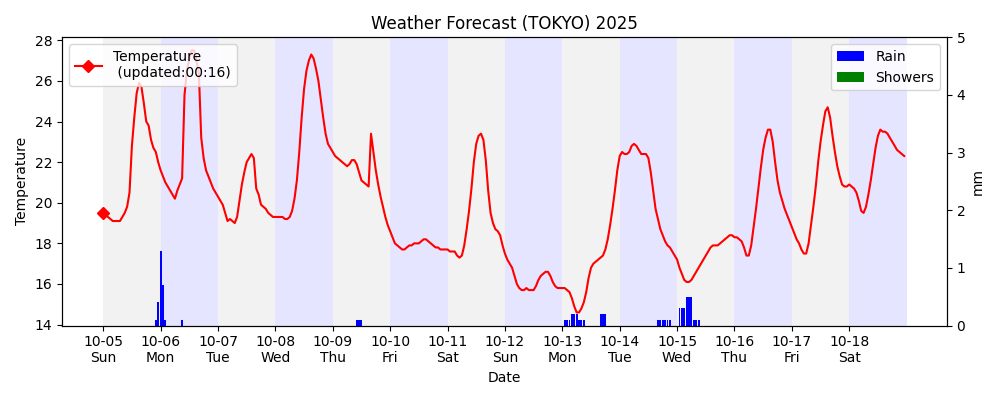 Weather Forecast (TOKYO) 2025
Temperature
(updated:00:16)
Rain
Showers
28
26
24
22
20
18
16
14
Temperature
5
4
3
2
1
0
mm
10-05 10-06 10-07 10-08 10-09 10-10 10-11 10-12 10-13 10-14 10-15 10-16 10-17 10-18
Sun Mon Tue Wed Thu Fri Sat Sun Mon Tue Wed Thu Fri Sat
Date